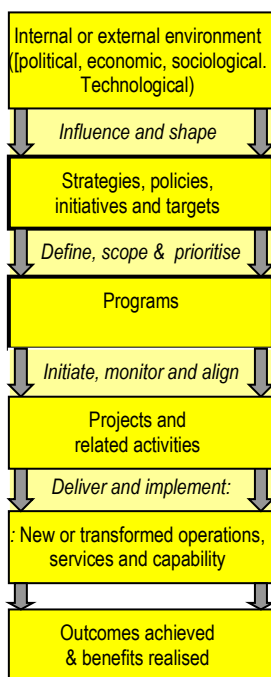 Internal or external environment
([political, economic, sociological.
Technological)
Influence and shape
Strategies, policies,
initiatives and targets
Define, scope & prioritise
Programs
Initiate, monitor and align
Projects and
related activities
Deliver and implement:
: New or transformed operations,
services and capability
Outcomes achieved
& benefits realised